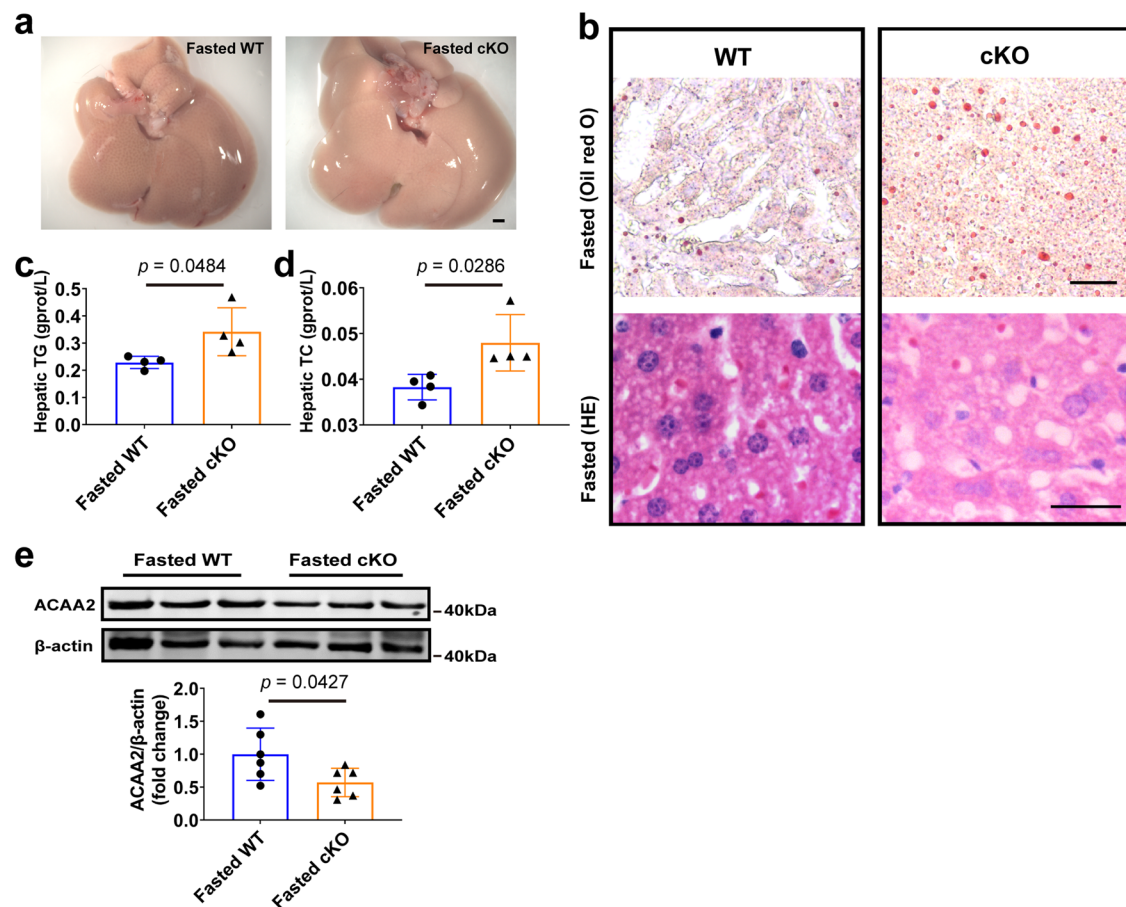 a
Fasted WT
Fasted cKO
b
WT
cKO
Fasted (Oil red O)
Fasted (HE)
c
p = 0.0484
Hepatic TG (gprot/L)
0.5
0.4
0.3
0.2
0.1
0.0
Fasted WT
Fasted cKO
d
p = 0.0286
Hepatic TC (gprot/L)
0.06
0.05
0.04
0.03
Fasted WT
Fasted cKO
e
Fasted WT
Fasted cKO
ACAA2
40kDa
β-actin
40kDa
p = 0.0427
ACAA2/β-actin
(fold change)
2.0
1.5
1.0
0.5
0.0
Fasted WT
Fasted cKO